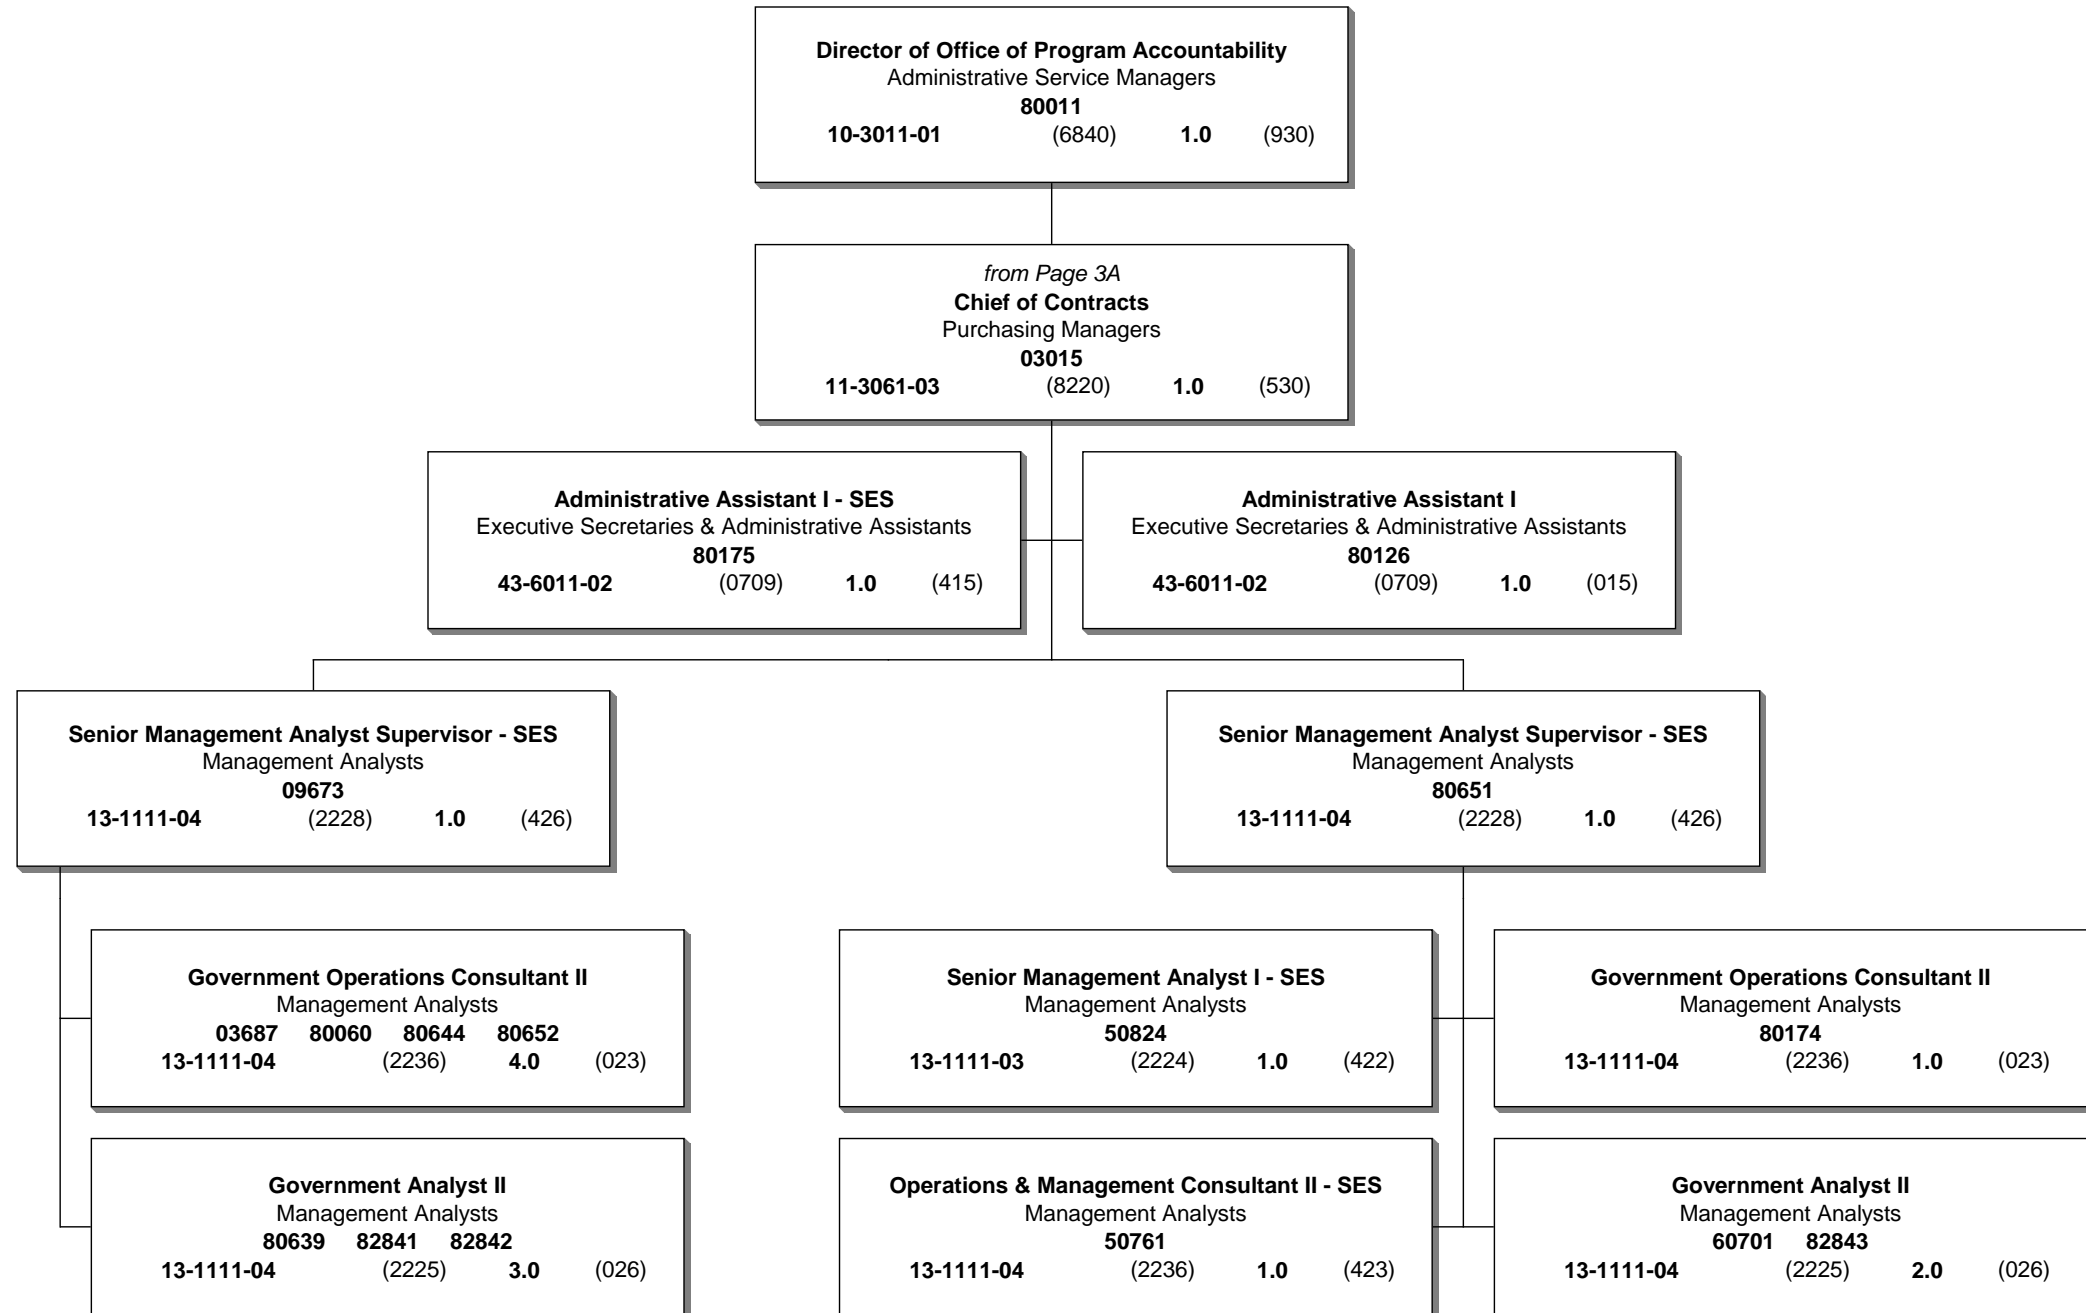 Director of Office of Program Accountability
Administrative Service Managers
80011
10-3011-01 (6840) 1.0 (930)
from Page 3A
Chief of Contracts
Purchasing Managers
03015
11-3061-03 (8220) 1.0 (530)
Administrative Assistant I - SES
Executive Secretaries & Administrative Assistants
80175
43-6011-02 (0709) 1.0 (415)
Administrative Assistant I
Executive Secretaries & Administrative Assistants
80126
43-6011-02 (0709) 1.0 (015)
Senior Management Analyst Supervisor - SES
Management Analysts
09673
13-1111-04 (2228) 1.0 (426)
Senior Management Analyst Supervisor - SES
Management Analysts
80651
13-1111-04 (2228) 1.0 (426)
Government Operations Consultant II
Management Analysts
03687 80060 80644 80652
13-1111-04 (2236) 4.0 (023)
Senior Management Analyst I - SES
Management Analysts
50824
13-1111-03 (2224) 1.0 (422)
Government Operations Consultant II
Management Analysts
80174
13-1111-04 (2236) 1.0 (023)
Government Analyst II
Management Analysts
80639 82841 82842
13-1111-04 (2225) 3.0 (026)
Operations & Management Consultant II - SES
Management Analysts
50761
13-1111-04 (2236) 1.0 (423)
Government Analyst II
Management Analysts
60701 82843
13-1111-04 (2225) 2.0 (026)